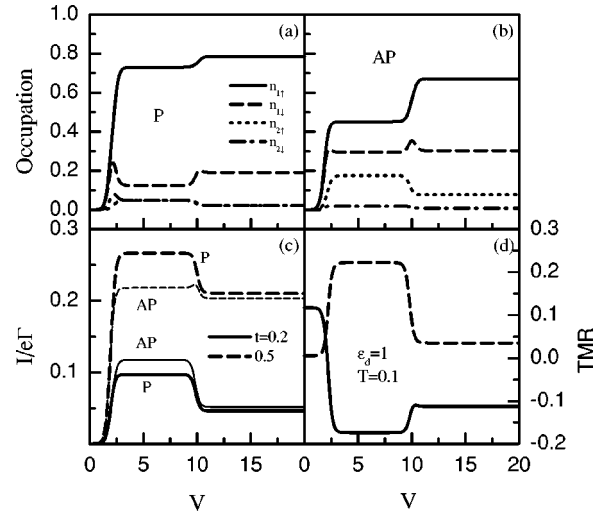 1.0
0.8
0.6
0.4
0.2
0.0
Occupation
(a)
P
n1↑
n1↓
n2↑
n2↓
(b)
AP
0.3
0.2
0.1
I/eΓ
(c)
P
AP
AP
P
t=0.2
0.5
0 5 10 15
V
(d)
εd=1
T=0.1
0.3
0.2
0.1
0.0
-0.1
-0.2
TMR
0 5 10 15 20
V